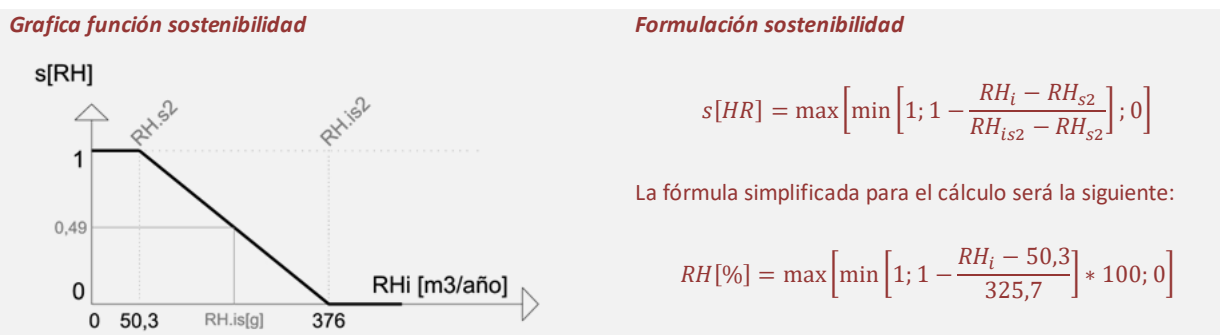 Grafica función sostenibilidad
s[RH]
RH.s2
RH.is2
1
0,49
0
RHi [m3/año]
0 50,3 RH.is[g] 376
Formulación sostenibilidad
s[HR] = max[min[1; 1 − (RH_i − RH_s2)/(RH_is2 − RH_s2)]; 0]
La fórmula simplificada para el cálculo será la siguiente:
RH[%] = max[min[1; 1 − (RH_i − 50,3)/325,7] * 100; 0]